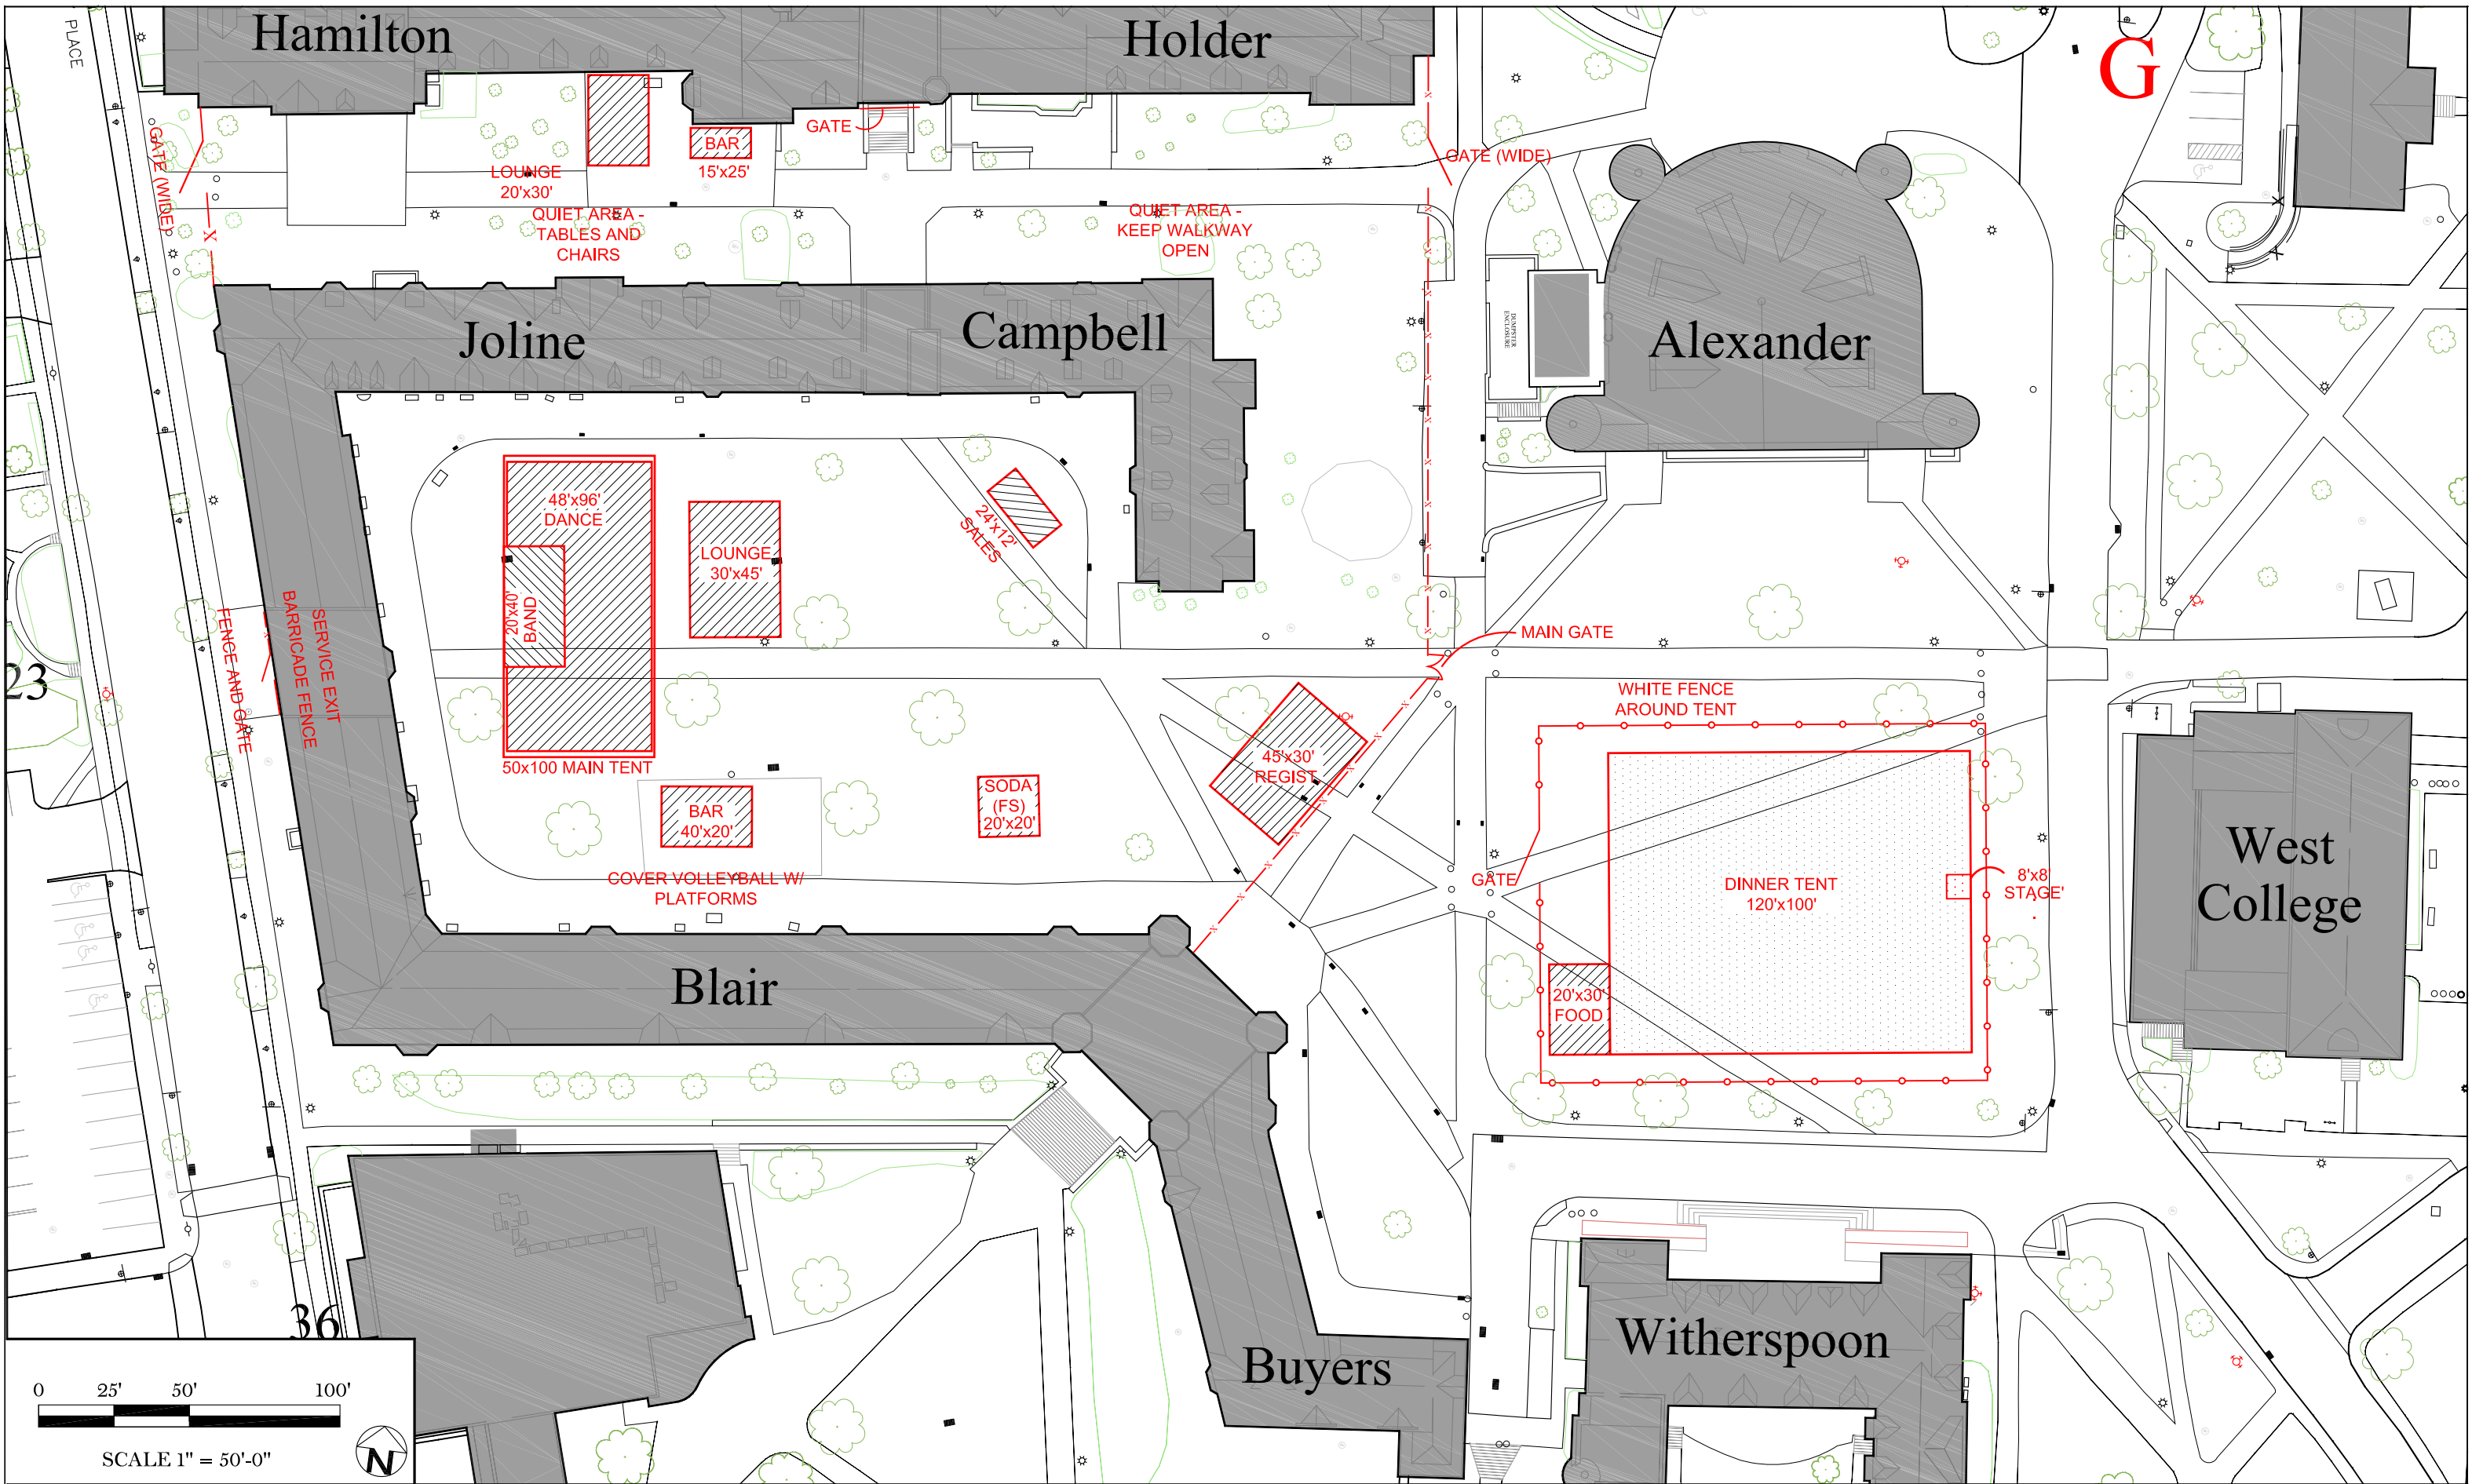 PLACE
Hamilton
Holder
G
GATE (WIDE)
GATE
BAR
15'x25'
LOUNGE
20'x30'
GATE (WIDE)
QUIET AREA -
TABLES AND
CHAIRS
QUIET AREA -
KEEP WALKWAY
OPEN
X
Joline
Campbell
DUMPSTER
ENCLOSURE
Alexander
48'x96'
DANCE
LOUNGE
30'x45'
24'x12'
SALES
20'x40'
BAND
SERVICE EXIT
BARRICADE FENCE
FENCE AND GATE
MAIN GATE
23
WHITE FENCE
AROUND TENT
50x100 MAIN TENT
45'x30'
REGIST
SODA
(FS)
20'x20'
BAR
40'x20'
COVER VOLLEYBALL W/
PLATFORMS
GATE
DINNER TENT
120'x100'
8'x8'
STAGE'
West
College
Blair
20'x30'
FOOD
36
Buyers
Witherspoon
0 25' 50' 100'
SCALE 1" = 50'-0"
N